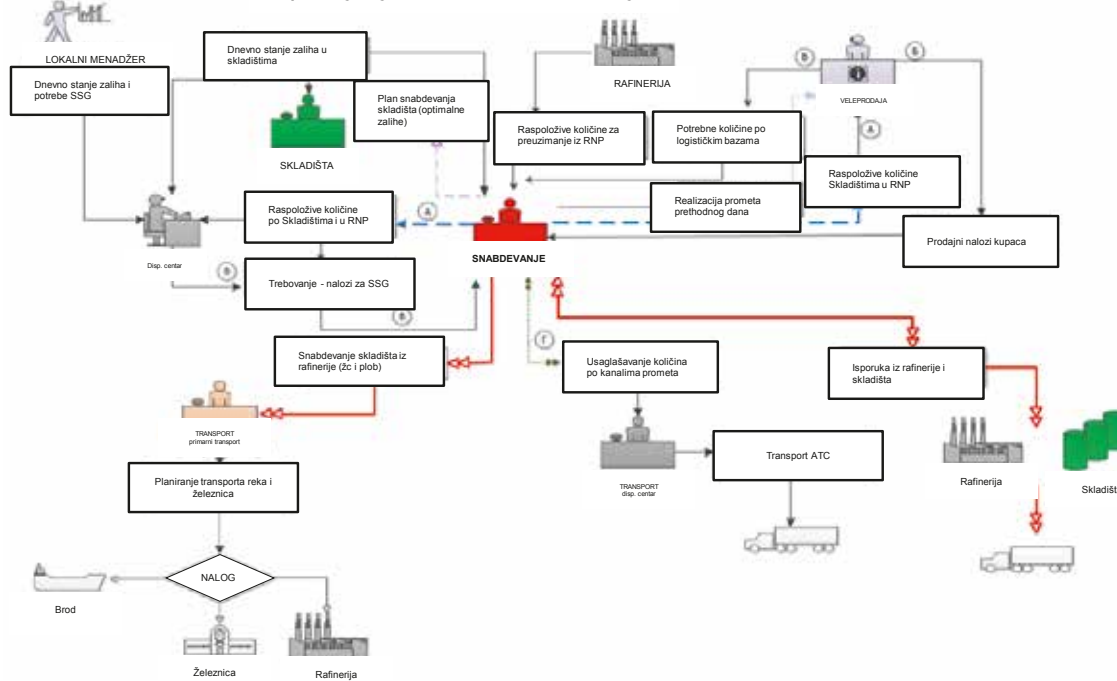 LOKALNI MENADŽER
Dnevno stanje zaliha i
potrebe SSG
Dnevno stanje zaliha u
skladištima
Plan snabdevanja
skladišta (optimalne
zalihe)
SKLADIŠTA
RAFINERIJA
Raspoložive količine za
preuzimanje iz RNP
Potrebne količine po
logističkim bazama
В
Б
VELEPRODAJA
А
Raspoložive količine
Skladištima u RNP
Realizacija prometa
prethodnog dana
Prodajni nalozi kupaca
Disp. centar
Raspoložive količine
po Skladištima i u RNP
А
SNABDEVANJE
Trebovanje - nalozi za SSG
Snabdevanje skladišta iz
rafinerije (žc i plob)
Г
Usaglašavanje količina
po kanalima prometa
Isporuka iz rafinerije i
skladišta
TRANSPORT
primarni transport
Planiranje transporta reka i
železnica
TRANSPORT
disp. centar
Transport ATC
Rafinerija
Skladišt
NALOG
Brod
Železnica
Rafinerija